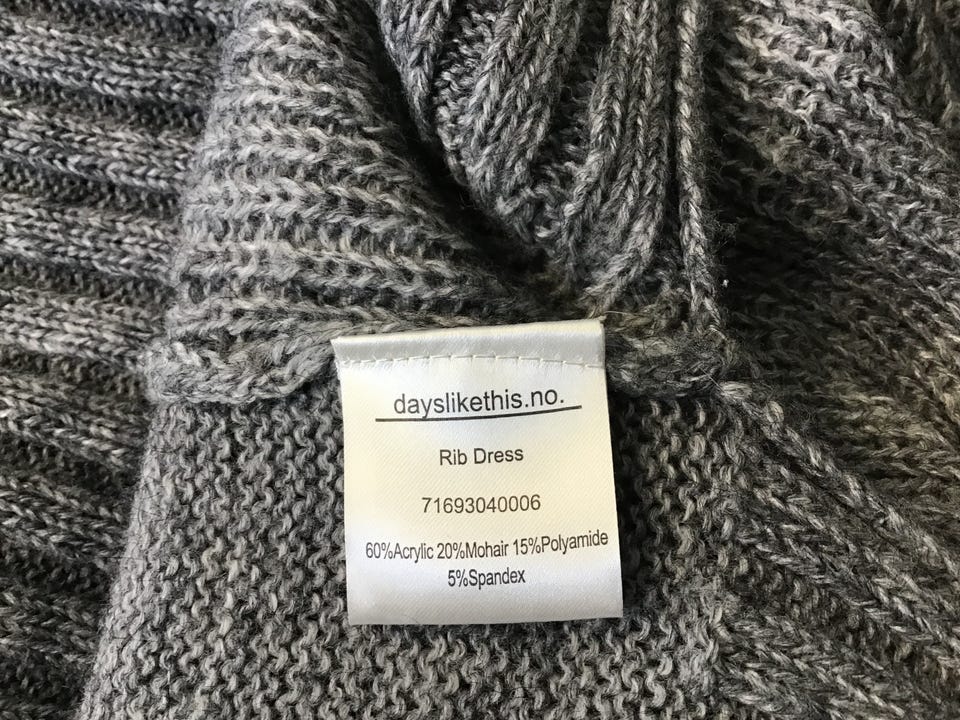 dayslikethis.no.
Rib Dress
71693040006
60%Acrylic 20%Mohair 15%Polyamide
5%Spandex